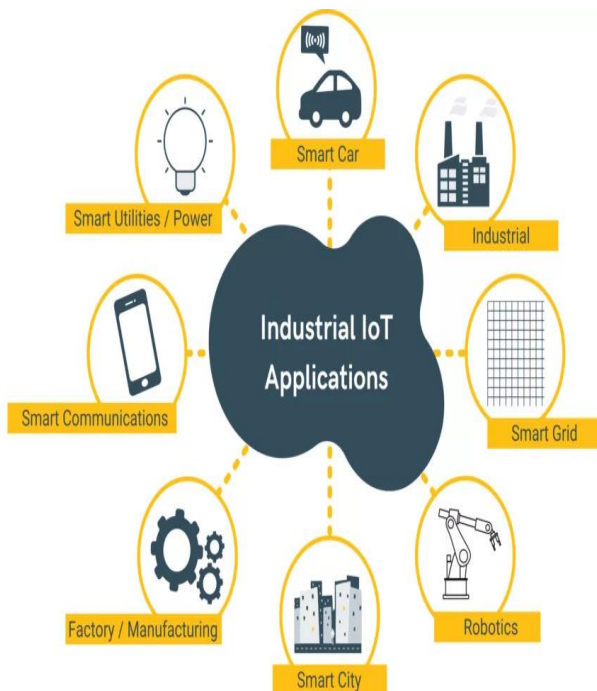 Smart Car
Smart Utilities / Power
Industrial
Industrial IoT
Applications
Smart Communications
Smart Grid
Factory / Manufacturing
Robotics
Smart City